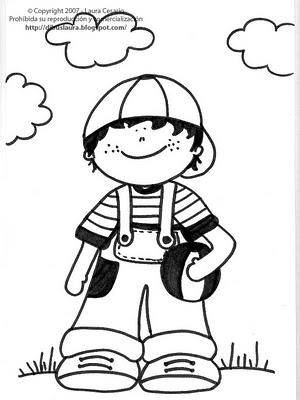 © Copyright 2007 - Laura Cesario
Prohibida su reproducción y comercialización
http://dibuslaura.blogspot.com/